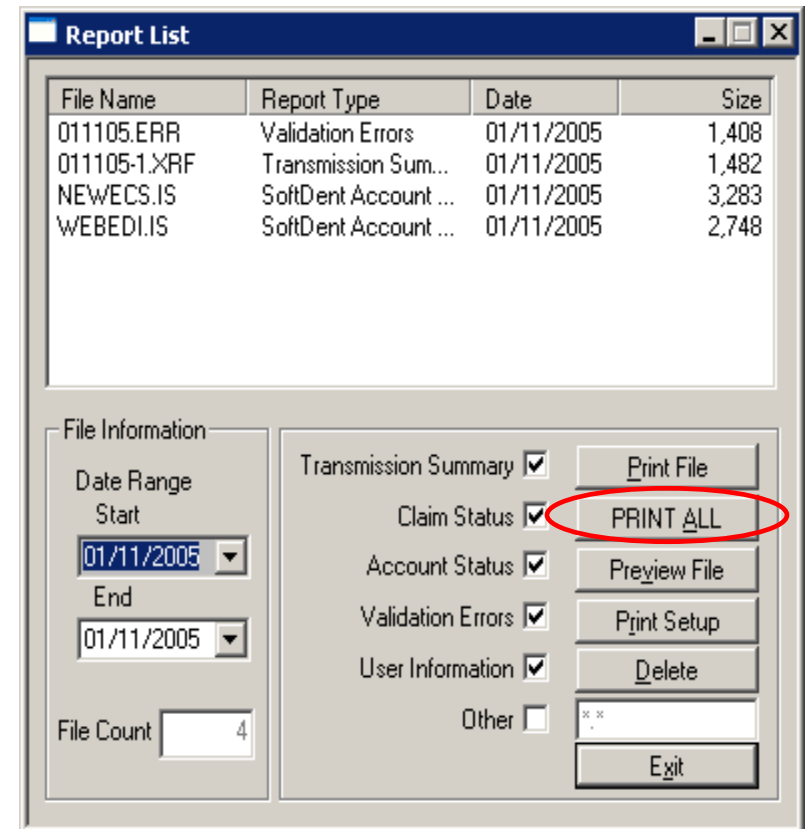 Report List
File Name Report Type Date Size
011105.ERR Validation Errors 01/11/2005 1,408
011105-1.XRF Transmission Sum... 01/11/2005 1,482
NEWECS.IS SoftDent Account ... 01/11/2005 3,283
WEBEDI.IS SoftDent Account ... 01/11/2005 2,748
File Information
Date Range
Start
01/11/2005
End
01/11/2005
File Count 4
Transmission Summary Print File
Claim Status PRINT ALL
Account Status Preview File
Validation Errors Print Setup
User Information Delete
Other *.*
Exit